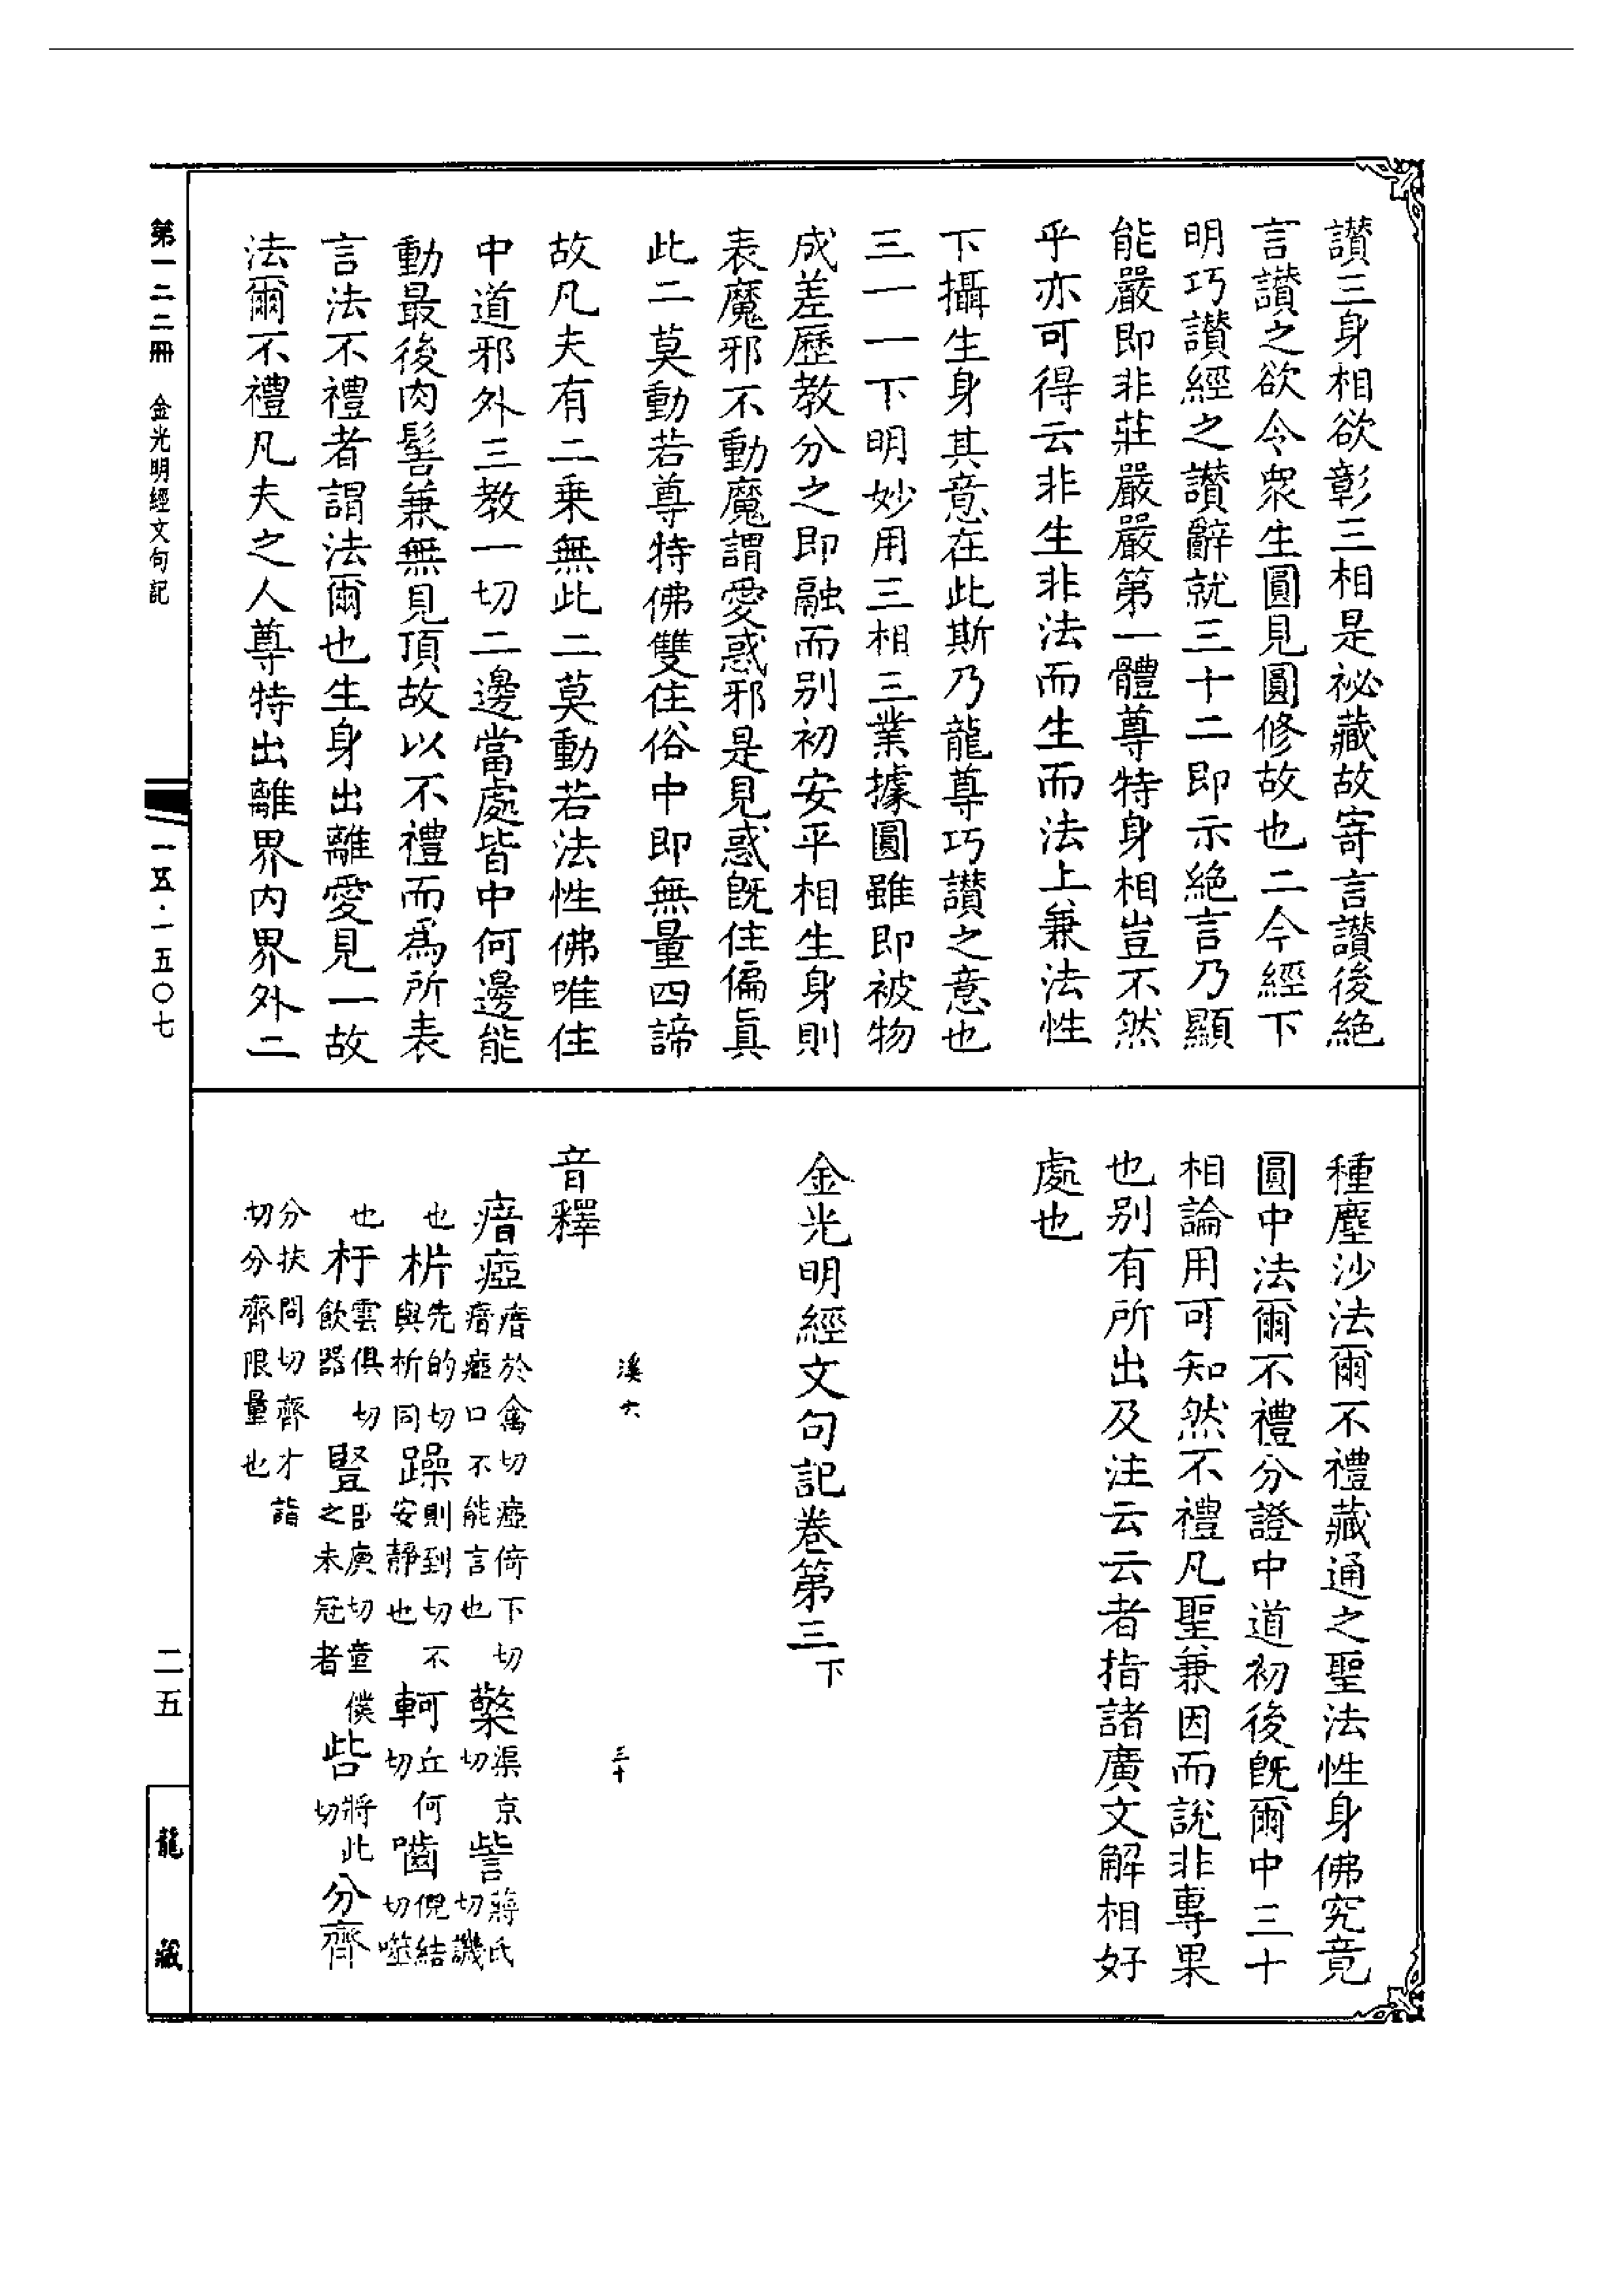 讃三身相欲彰三相是祕藏故寄言讃後絶
言讃之欲令衆生圓見圓修故也二今經下
明巧讃經之讃辭就三十二即示絶言乃顯
能嚴即非莊嚴嚴第一體尊特身相豈不然
乎亦可得云非生非法而生而法上兼法性
下攝生身其意在此斯乃龍尊巧讃之意也
三一一下明妙用三相三業據圓雖即被物
成差歷教分之即融而别初安平相生身則
表魔邪不動魔謂愛惑邪是見惑旣住偏眞
此二莫動若尊特佛雙住俗中即無量四諦
故凡夫有二乗無此二莫動若法性佛唯住
中道邪外三教一切二邊當處皆中何邊能
動最後肉髻兼無見頂故以不禮而爲所表
言法不禮者謂法爾也生身出離愛見一故
法爾不禮凡夫之人尊特出離界内界外二
種塵沙法爾不禮藏通之聖法性身佛究竟
圓中法爾不禮分證中道初後旣爾中三十
相論用可知然不禮凡聖兼因而說非專果
也别有所出及注云云者指諸廣文解相好
處也
金光明經文句記卷第三下
溪六 三十
音釋
瘖瘂瘖於禽切瘂倚下切瘖瘂口不能言也檠渠京切訾蔣氏切譏
也㭊先的切與析同躁則到切不安靜也軻丘何切嚙倪結切噬
也杅雲俱切飲器豎臣庾切童僕之未冠者呰將此切分齊
分扶問切齊才詣切分齊限量也
第一二二冊 金光明經文句記
一五·一五〇七
二五
龍藏